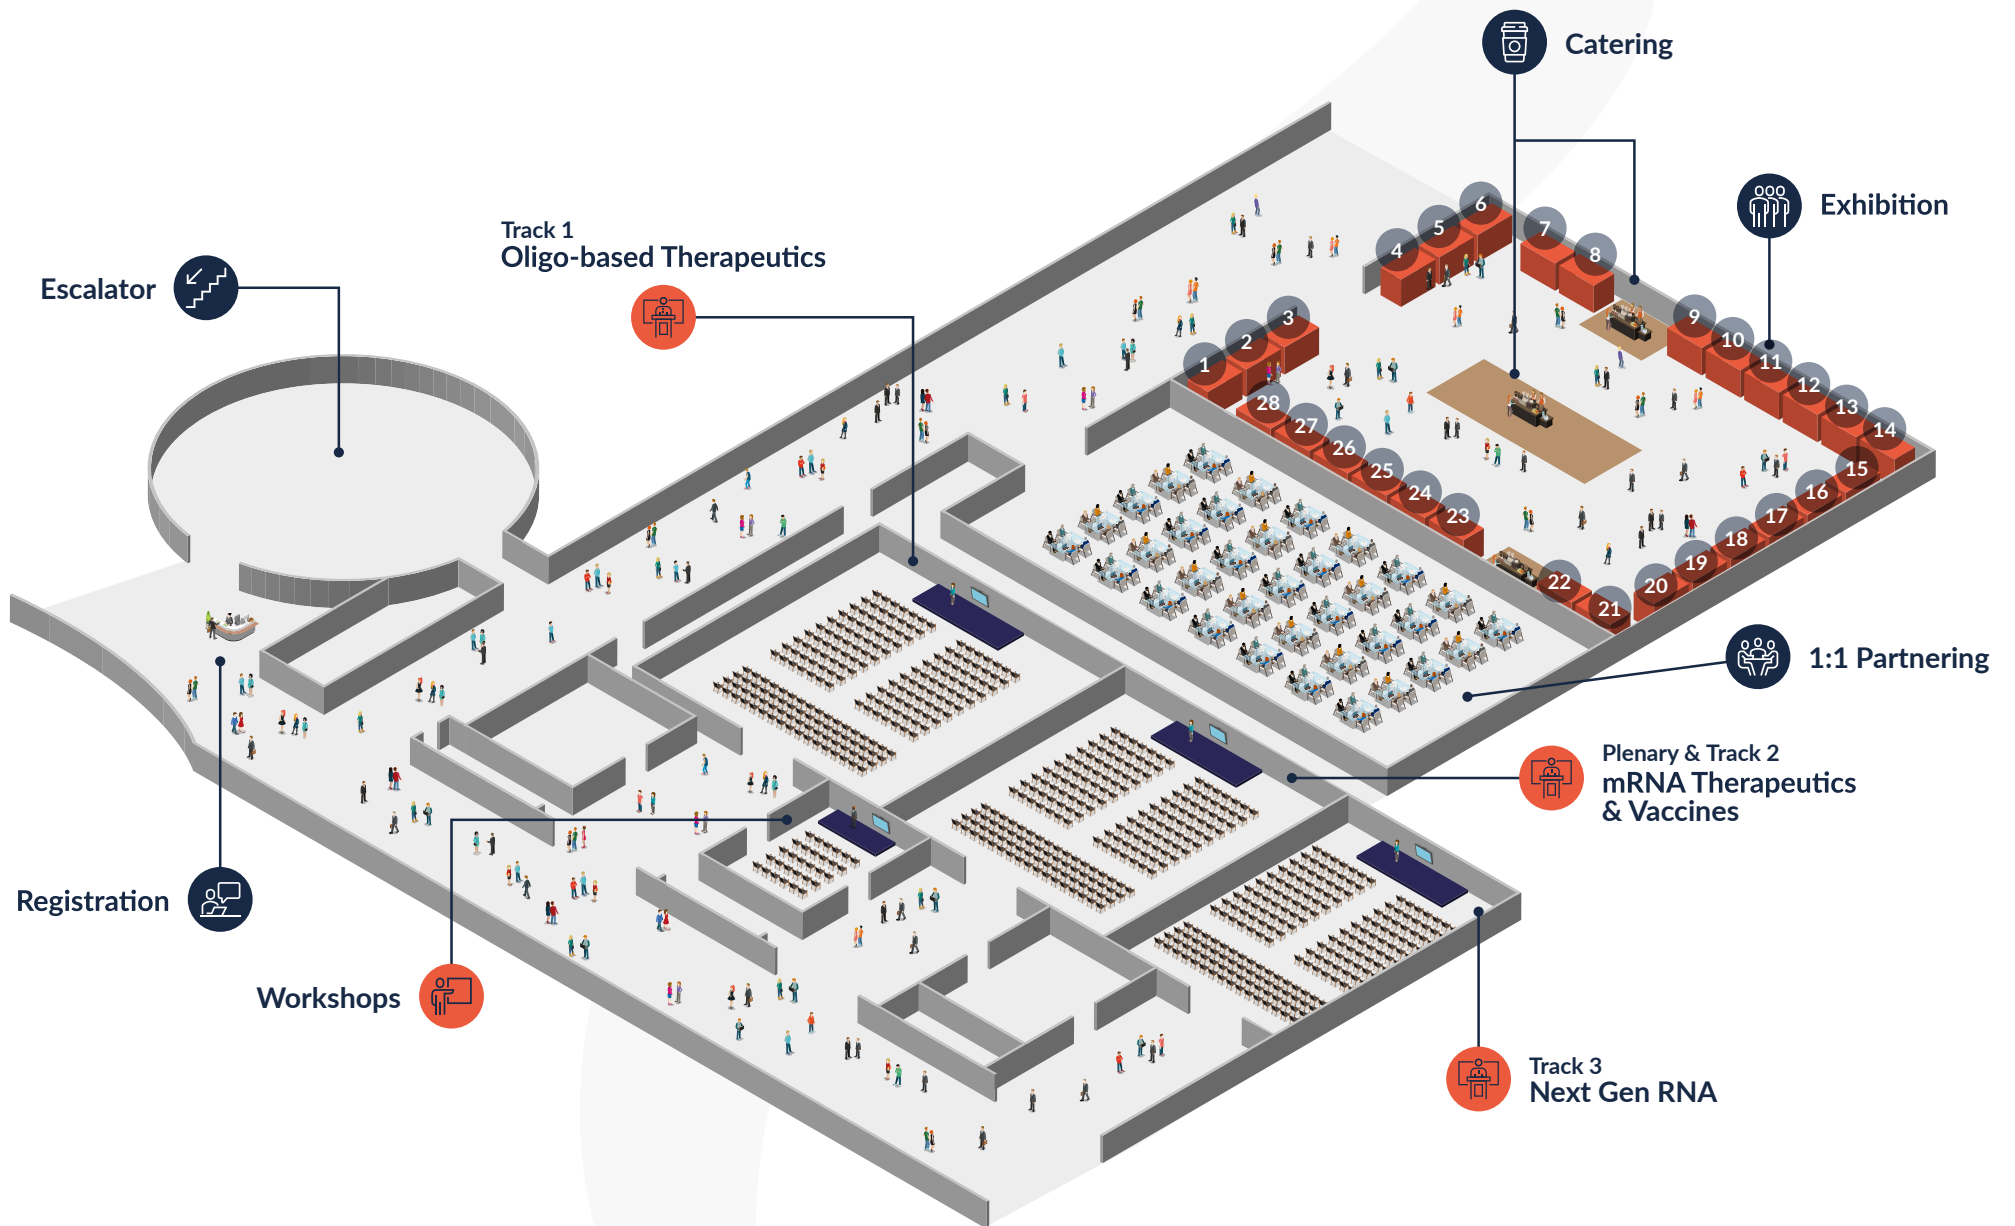 Catering
Exhibition
Track 1
Oligo-based Therapeutics
Escalator
1
2
3
4
5
6
7
8
9
10
11
12
13
14
15
16
17
18
19
20
21
22
23
24
25
26
27
28
1:1 Partnering
Plenary & Track 2
mRNA Therapeutics
& Vaccines
Registration
Workshops
Track 3
Next Gen RNA